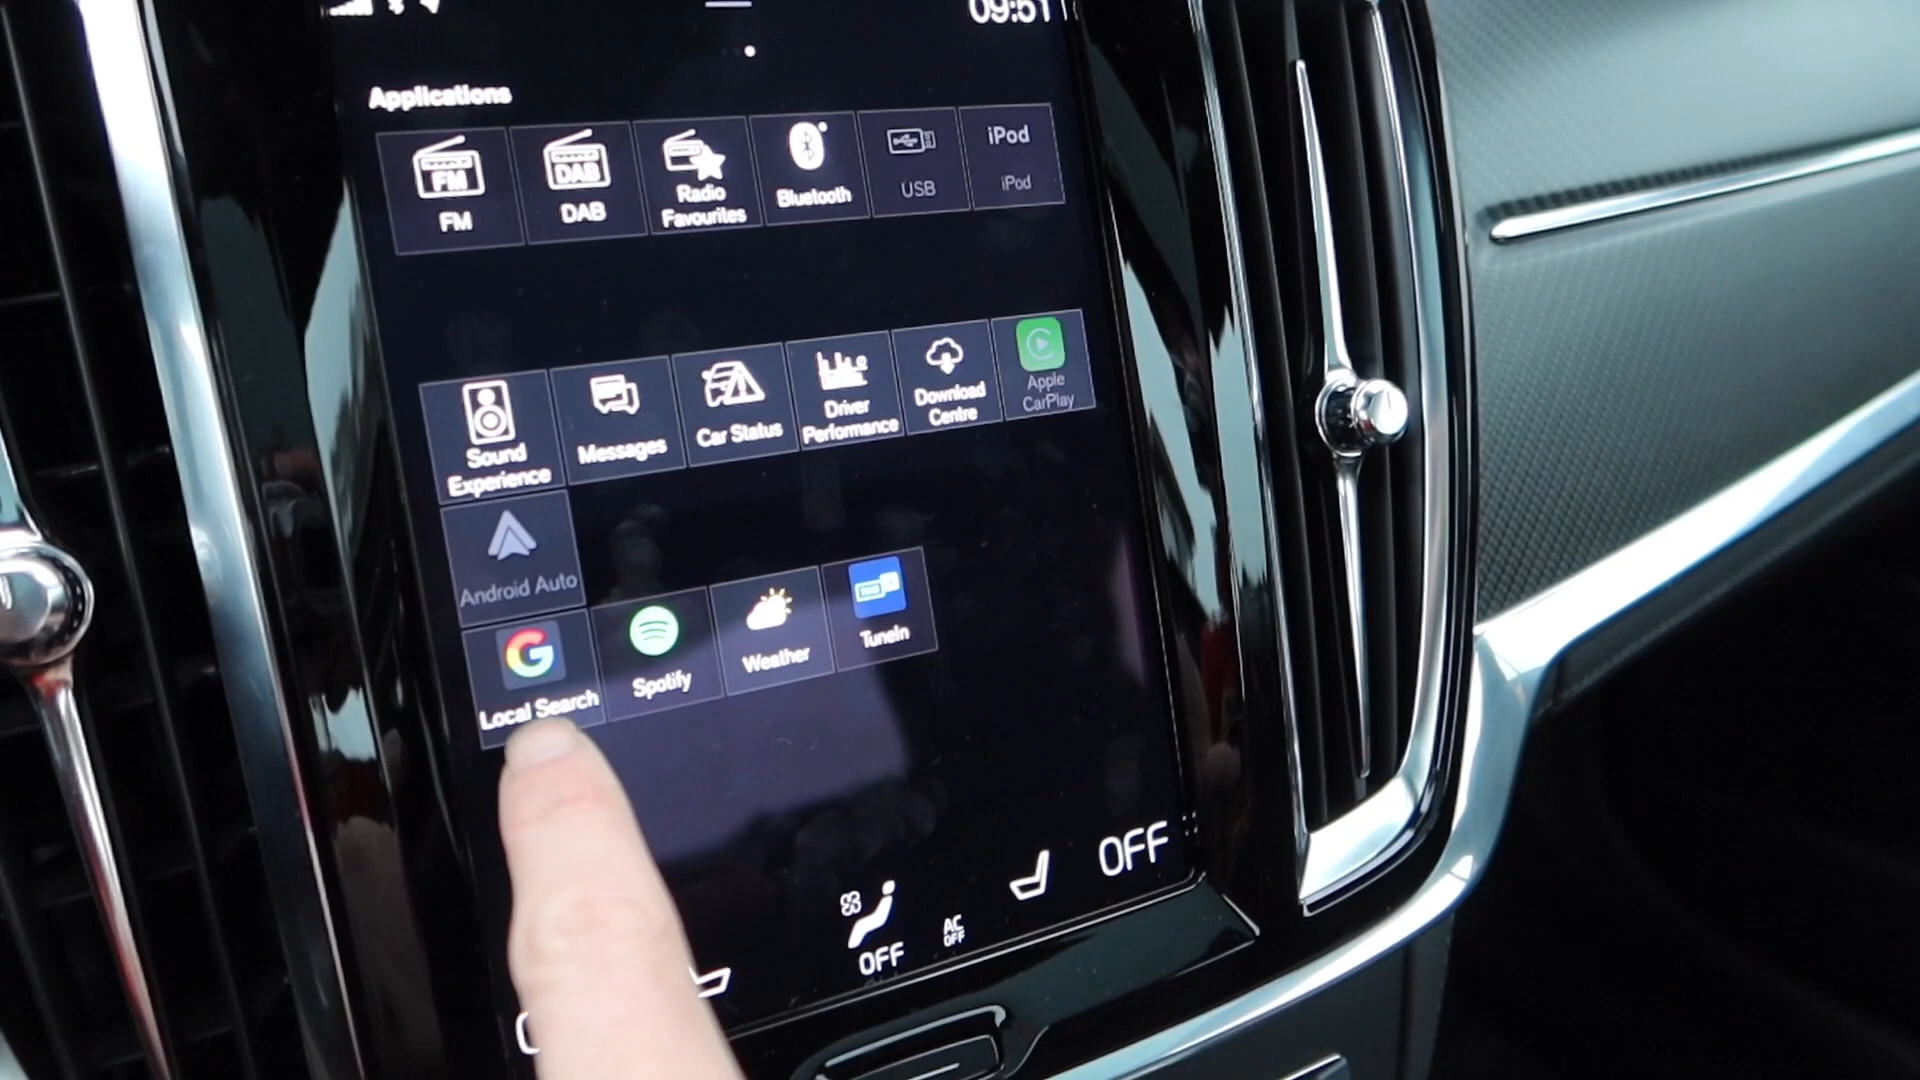 09:51
Applications
FM
DAB
iPod
FM
DAB
Radio
Favourites
Bluetooth
USB
iPod
Sound
Experience
Messages
Car Status
Driver
Performance
Download
Centre
Apple
CarPlay
Android Auto
G
Local Search
Spotify
Weather
TuneIn
OFF
AC
OFF
OFF